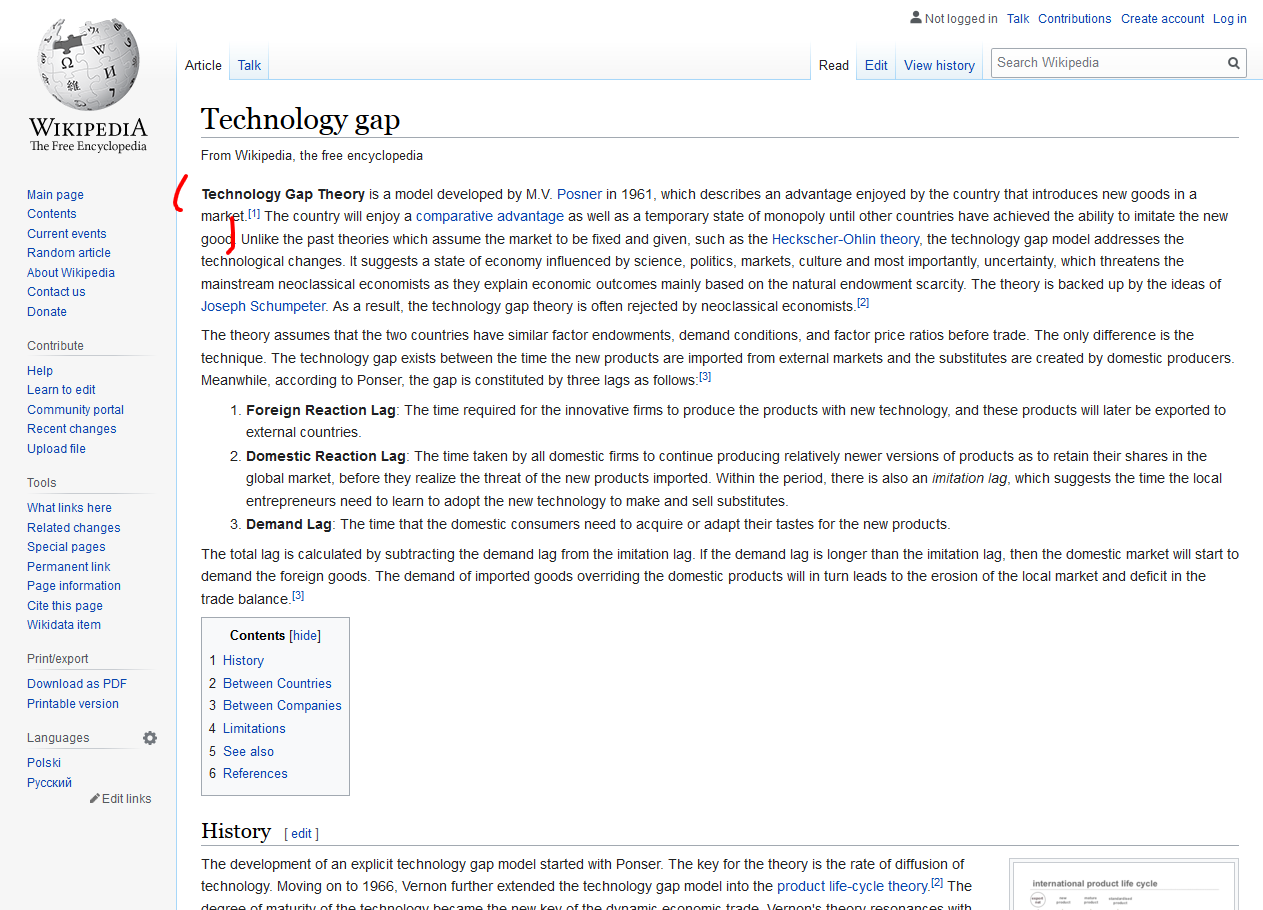 Not logged in Talk Contributions Create account Log in
Article Talk Read Edit View history Search Wikipedia
WIKIPEDIA
The Free Encyclopedia
Main page
Contents
Current events
Random article
About Wikipedia
Contact us
Donate
Contribute
Help
Learn to edit
Community portal
Recent changes
Upload file
Tools
What links here
Related changes
Special pages
Permanent link
Page information
Cite this page
Wikidata item
Print/export
Download as PDF
Printable version
Languages
Polski
Русский
Edit links
Technology gap
From Wikipedia, the free encyclopedia
Technology Gap Theory is a model developed by M.V. Posner in 1961, which describes an advantage enjoyed by the country that introduces new goods in a
market.[1] The country will enjoy a comparative advantage as well as a temporary state of monopoly until other countries have achieved the ability to imitate the new
good. Unlike the past theories which assume the market to be fixed and given, such as the Heckscher-Ohlin theory, the technology gap model addresses the
technological changes. It suggests a state of economy influenced by science, politics, markets, culture and most importantly, uncertainty, which threatens the
mainstream neoclassical economists as they explain economic outcomes mainly based on the natural endowment scarcity. The theory is backed up by the ideas of
Joseph Schumpeter. As a result, the technology gap theory is often rejected by neoclassical economists.[2]
The theory assumes that the two countries have similar factor endowments, demand conditions, and factor price ratios before trade. The only difference is the
technique. The technology gap exists between the time the new products are imported from external markets and the substitutes are created by domestic producers.
Meanwhile, according to Ponser, the gap is constituted by three lags as follows:[3]
1. Foreign Reaction Lag: The time required for the innovative firms to produce the products with new technology, and these products will later be exported to
external countries.
2. Domestic Reaction Lag: The time taken by all domestic firms to continue producing relatively newer versions of products as to retain their shares in the
global market, before they realize the threat of the new products imported. Within the period, there is also an imitation lag, which suggests the time the local
entrepreneurs need to learn to adopt the new technology to make and sell substitutes.
3. Demand Lag: The time that the domestic consumers need to acquire or adapt their tastes for the new products.
The total lag is calculated by subtracting the demand lag from the imitation lag. If the demand lag is longer than the imitation lag, then the domestic market will start to
demand the foreign goods. The demand of imported goods overriding the domestic products will in turn leads to the erosion of the local market and deficit in the
trade balance.[3]
Contents [hide]
1 History
2 Between Countries
3 Between Companies
4 Limitations
5 See also
6 References
History [ edit ]
The development of an explicit technology gap model started with Ponser. The key for the theory is the rate of diffusion of
technology. Moving on to 1966, Vernon further extended the technology gap model into the product life-cycle theory.[2] The
degree of maturity of the technology became the new key of the dynamic economic trade. Vernon's theory resonances with
international product life cycle